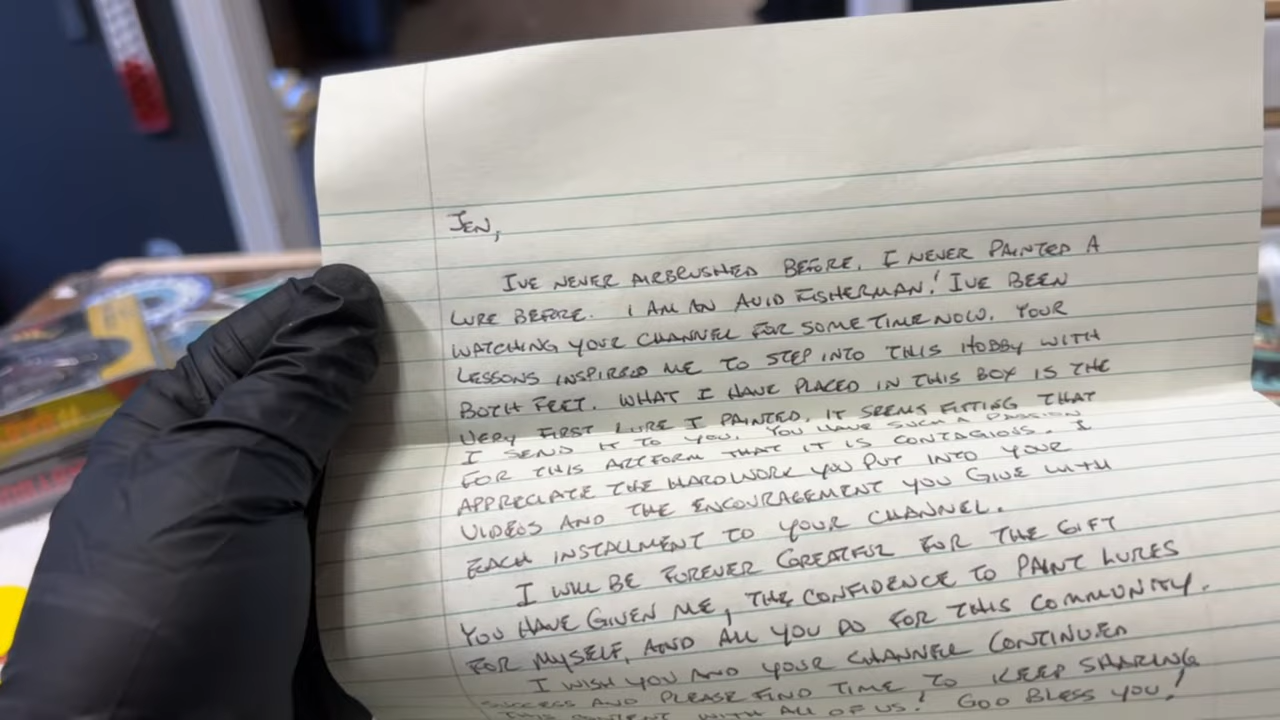 JEN,
IVE NEVER AIRBRUSHED BEFORE. I NEVER PAINTED A
LURE BEFORE. I AM AN AVID FISHERMAN! IVE BEEN
WATCHING YOUR CHANNEL FOR SOME TIME NOW. YOUR
LESSONS INSPIRED ME TO STEP INTO THIS HOBBY WITH
BOTH FEET. WHAT I HAVE PLACED IN THIS BOX IS THE
VERY FIRST LURE I PAINTED. IT SEEMS FITTING THAT
I SEND IT TO YOU. YOU HAVE SUCH A PASSION
FOR THIS ARTFORM THAT IT IS CONTAGIOUS. I
APPRECIATE THE HARDWORK YOU PUT INTO YOUR
VIDEOS AND THE ENCOURAGEMENT YOU GIVE WITH
EACH INSTALLMENT TO YOUR CHANNEL.
I WILL BE FOREVER GREATFUL FOR THE GIFT
YOU HAVE GIVEN ME, THE CONFIDENCE TO PAINT LURES
FOR MYSELF, AND ALL YOU DO FOR THIS COMMUNITY.
I WISH YOU AND YOUR CHANNEL CONTINUED
SUCCESS AND PLEASE FIND TIME TO KEEP SHARING
THIS CONTENT WITH ALL OF US! GOD BLESS YOU!